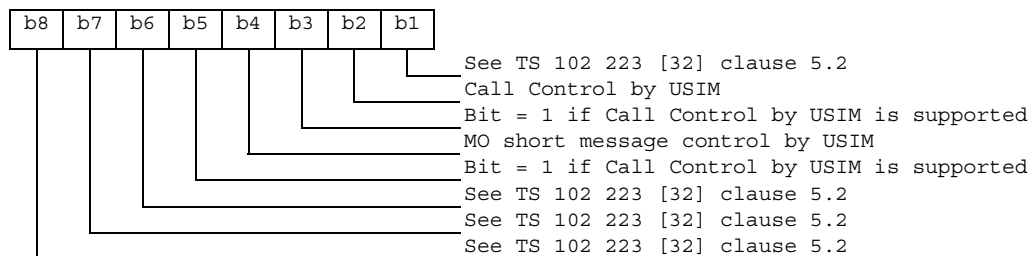 b8 b7 b6 b5 b4 b3 b2 b1
See TS 102 223 [32] clause 5.2
Call Control by USIM
Bit = 1 if Call Control by USIM is supported
MO short message control by USIM
Bit = 1 if Call Control by USIM is supported
See TS 102 223 [32] clause 5.2
See TS 102 223 [32] clause 5.2
See TS 102 223 [32] clause 5.2